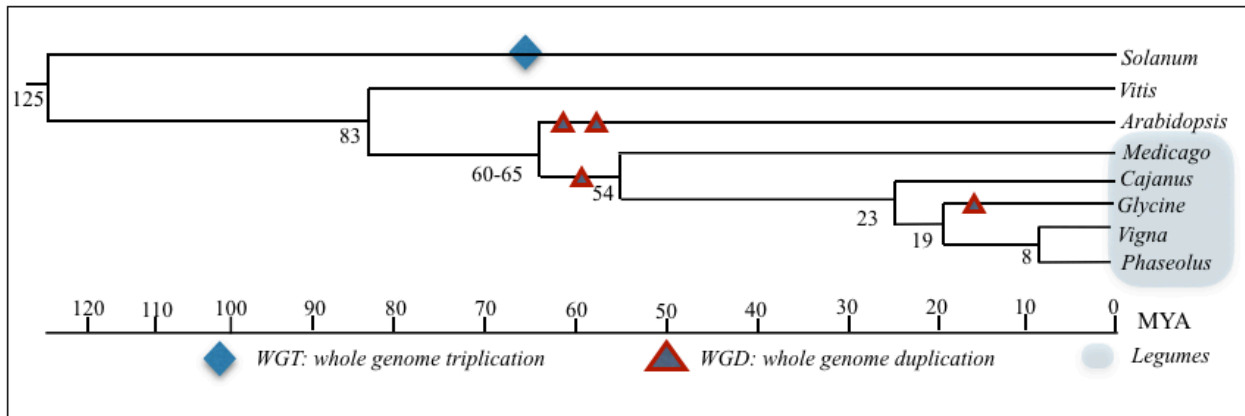 Solanum
125
Vitis
83
Arabidopsis
60-65
Medicago
54
Cajanus
23
Glycine
19
Vigna
8
Phaseolus
120 110 100 90 80 70 60 50 40 30 20 10 0 MYA
WGT: whole genome triplication WGD: whole genome duplication Legumes